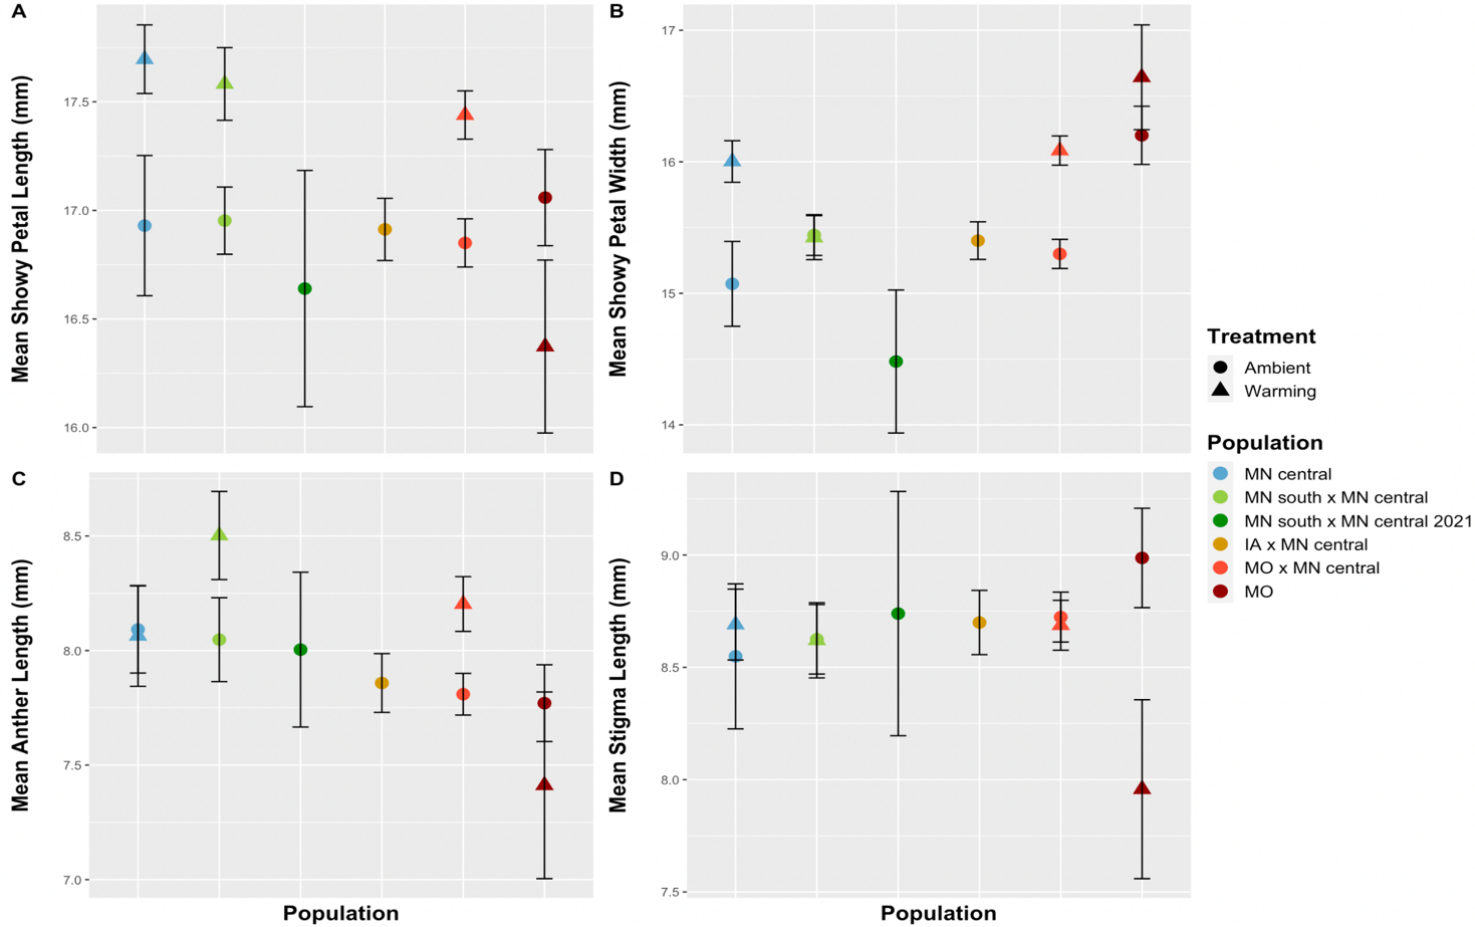 A
Mean Showy Petal Length (mm)
17.5
17.0
16.5
16.0
B
Mean Showy Petal Width (mm)
17
16
15
14
C
Mean Anther Length (mm)
8.5
8.0
7.5
7.0
Population
D
Mean Stigma Length (mm)
9.0
8.5
8.0
7.5
Population
Treatment
Ambient
Warming
Population
MN central
MN south x MN central
MN south x MN central 2021
IA x MN central
MO x MN central
MO